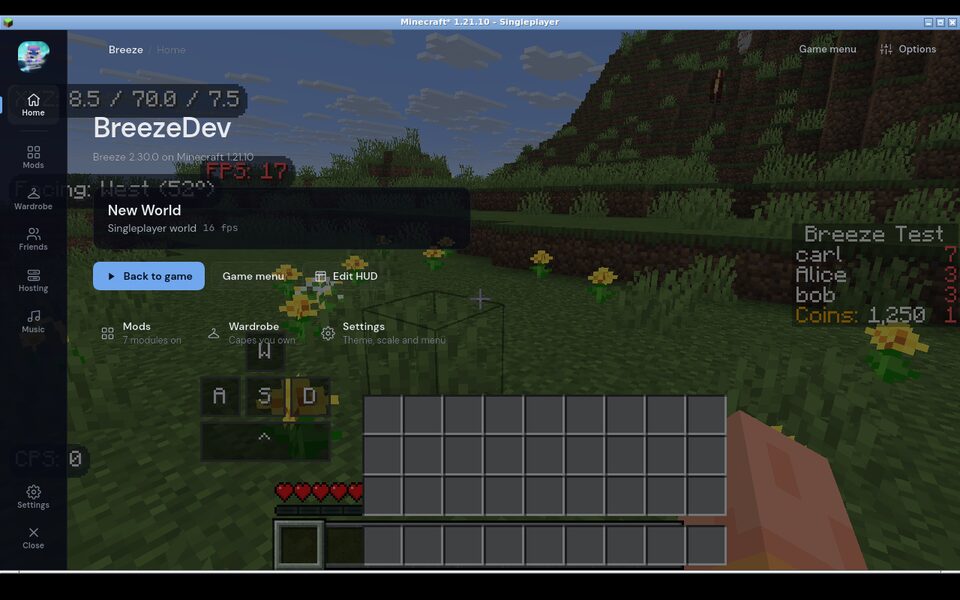 Minecraft* 1.21.10 - Singleplayer
Breeze / Home
Game menu
Options
Home
Mods
Wardrobe
Friends
Hosting
Music
Settings
Close
8.5 / 70.0 / 7.5
BreezeDev
Breeze 2.30.0 on Minecraft 1.21.10
FPS: 17
Facing: West (52°)
New World
Singleplayer world 16 fps
Back to game
Game menu
Edit HUD
Mods
7 modules on
Wardrobe
Capes you own
Settings
Theme, scale and menu
W
A S D
^
CPS: 0
Breeze Test
carl 7
Alice 3
bob 3
Coins: 1,250 1